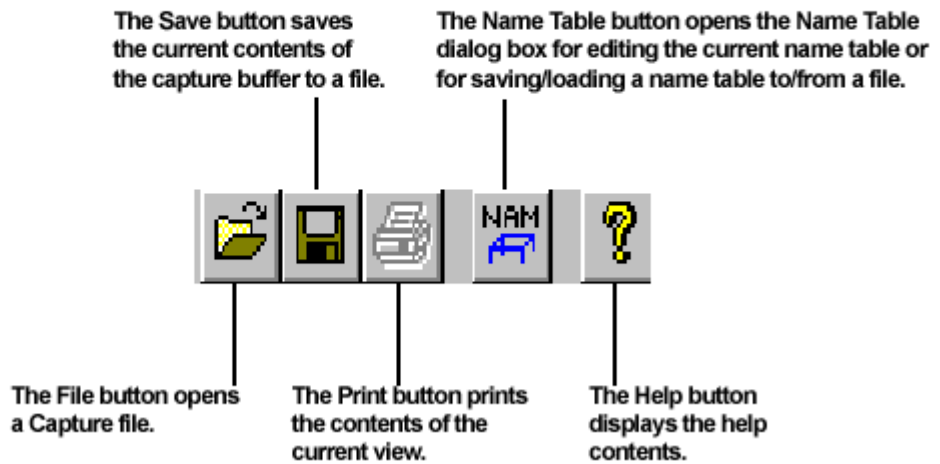 The Save button saves
the current contents of
the capture buffer to a file.
The Name Table button opens the Name Table
dialog box for editing the current name table or
for saving/loading a name table to/from a file.
NAM
?
The File button opens
a Capture file.
The Print button prints
the contents of the
current view.
The Help button
displays the help
contents.